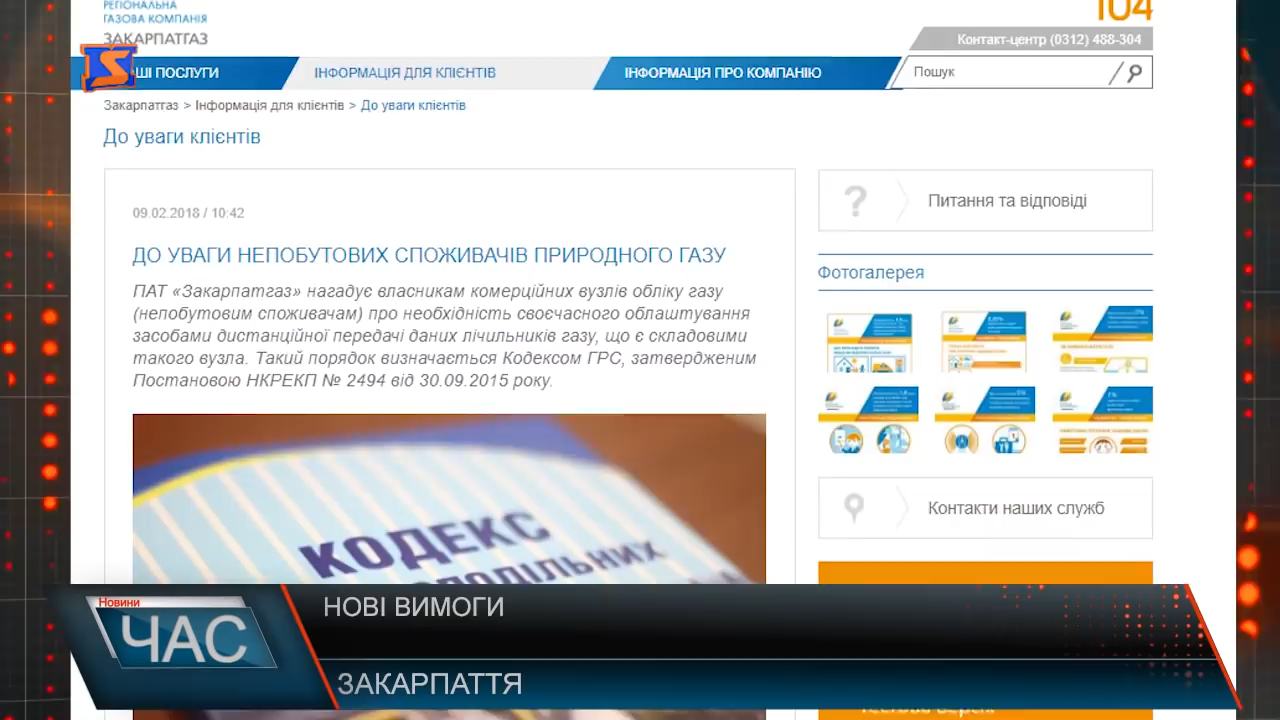 РЕГІОНАЛЬНА
ГАЗОВА КОМПАНІЯ
ЗАКАРПАТГАЗ
104
Контакт-центр (0312) 488-304
ШІ ПОСЛУГИ
ІНФОРМАЦІЯ ДЛЯ КЛІЄНТІВ
ІНФОРМАЦІЯ ПРО КОМПАНІЮ
Пошук
Закарпатгаз > Інформація для клієнтів > До уваги клієнтів
До уваги клієнтів
09.02.2018 / 10:42
ДО УВАГИ НЕПОБУТОВИХ СПОЖИВАЧІВ ПРИРОДНОГО ГАЗУ
ПАТ «Закарпатгаз» нагадує власникам комерційних вузлів обліку газу
(непобутовим споживачам) про необхідність своєчасного облаштування
засобами дистанційної передачі даних лічильників газу, що є складовими
такого вузла. Такий порядок визначається Кодексом ГРС, затвердженим
Постановою НКРЕКП № 2494 від 30.09.2015 року.
КОДЕКС
Питання та відповіді
Фотогалерея
Контакти наших служб
Новини
ЧАС
НОВІ ВИМОГИ
ЗАКАРПАТТЯ